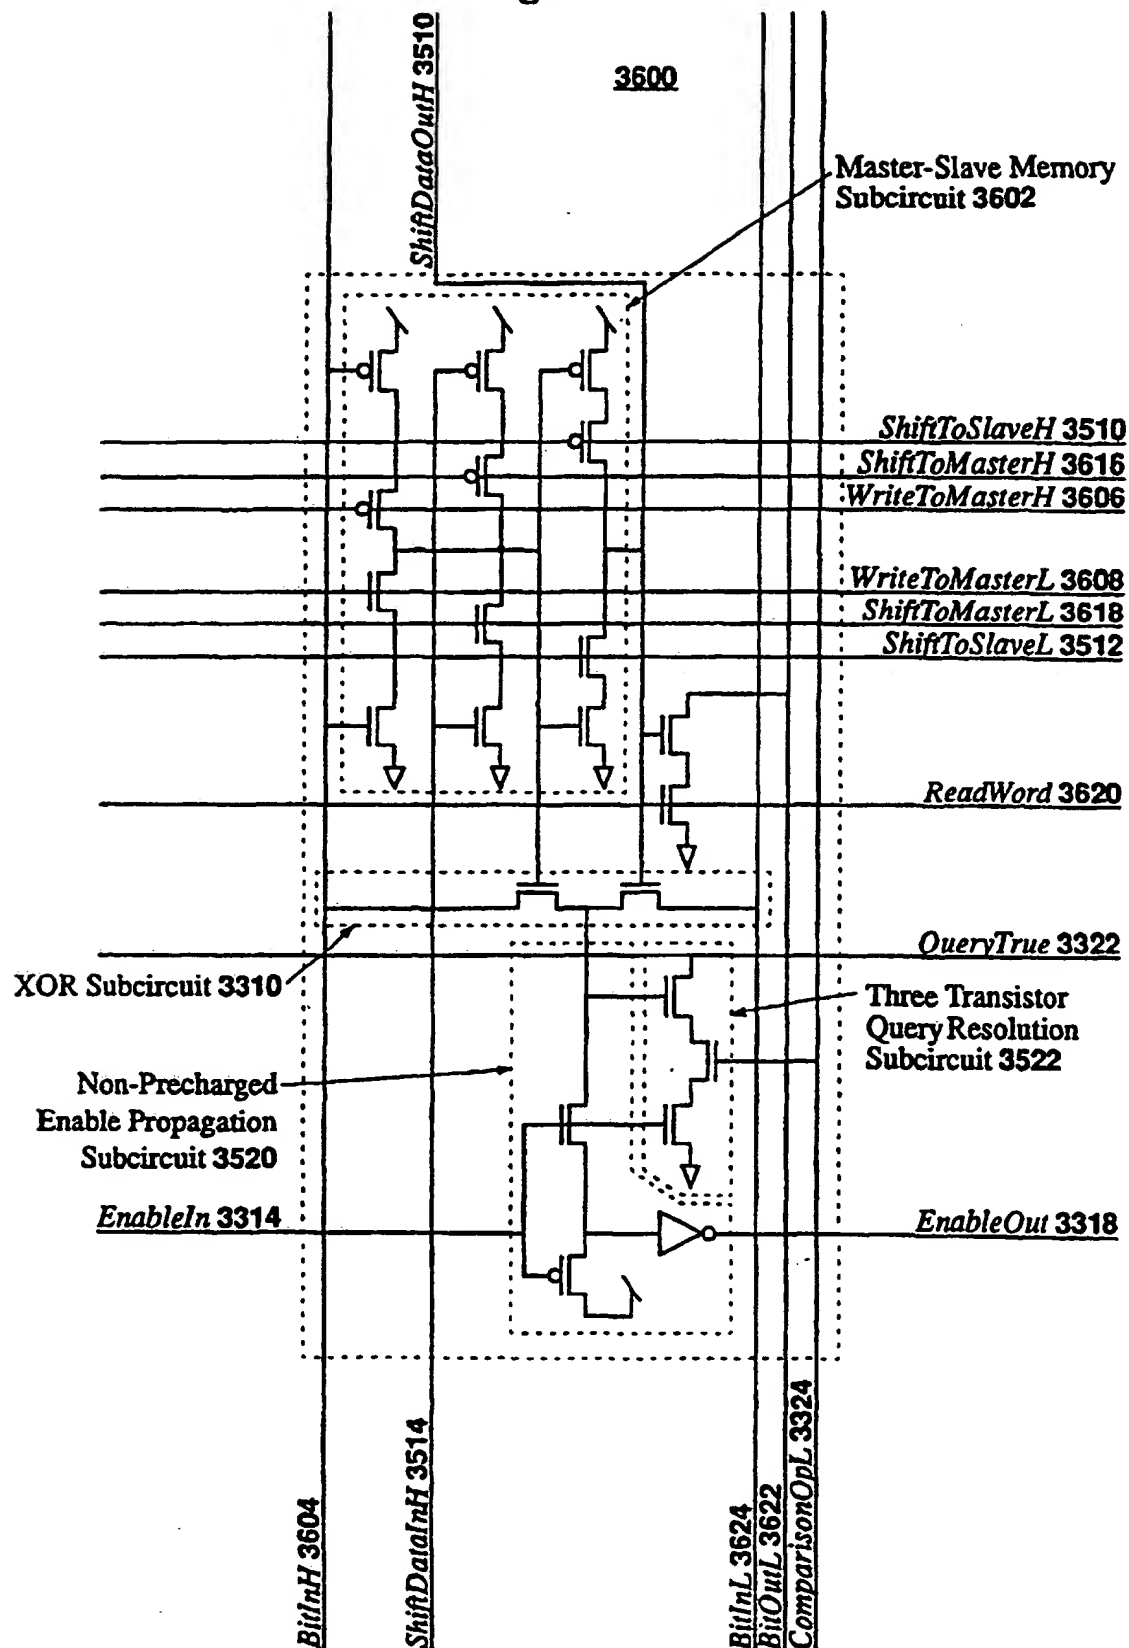 3600
ShiftDataOutH 3510
Master-Slave Memory
Subcircuit 3602
ShiftToSlaveH 3510
ShiftToMasterH 3616
WriteToMasterH 3606
WriteToMasterL 3608
ShiftToMasterL 3618
ShiftToSlaveL 3512
ReadWord 3620
QueryTrue 3322
XOR Subcircuit 3310
Three Transistor
Query Resolution
Subcircuit 3522
Non-Precharged
Enable Propagation
Subcircuit 3520
EnableIn 3314
EnableOut 3318
BitInH 3604
ShiftDataInH 3514
BitInL 3624
BitOutL 3622
ComparisonOpL 3324